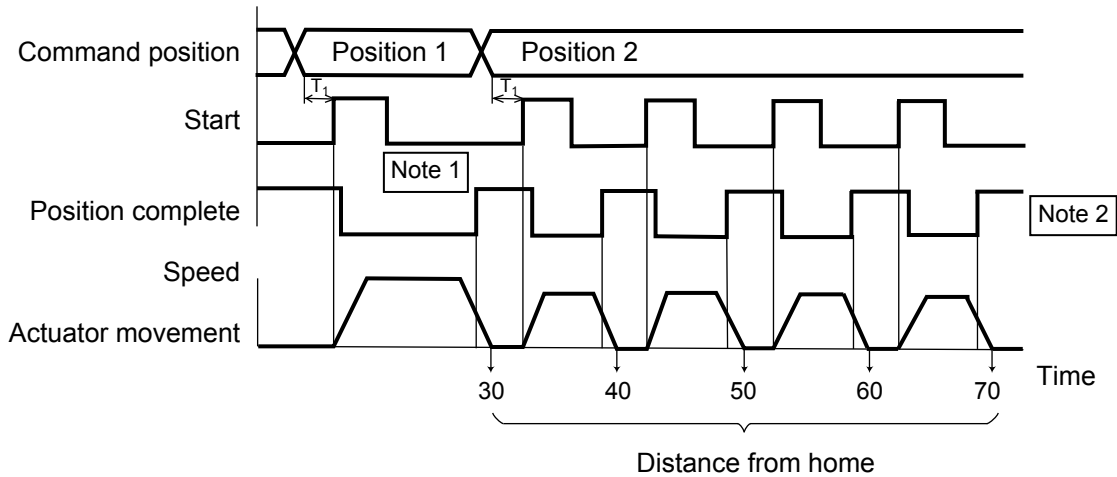 Command position
Position 1
Position 2
T₁
T₁
Start
Note 1
Position complete
Note 2
Speed
Actuator movement
Time
30
40
50
60
70
Distance from home